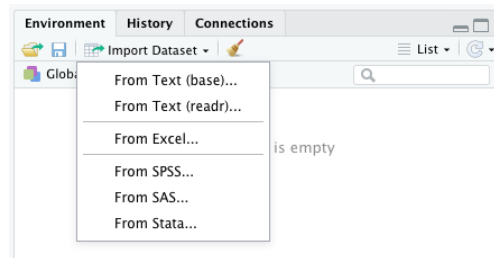 Environment History Connections
Import Dataset List
Globa
From Text (base)...
From Text (readr)...
From Excel...
is empty
From SPSS...
From SAS...
From Stata...